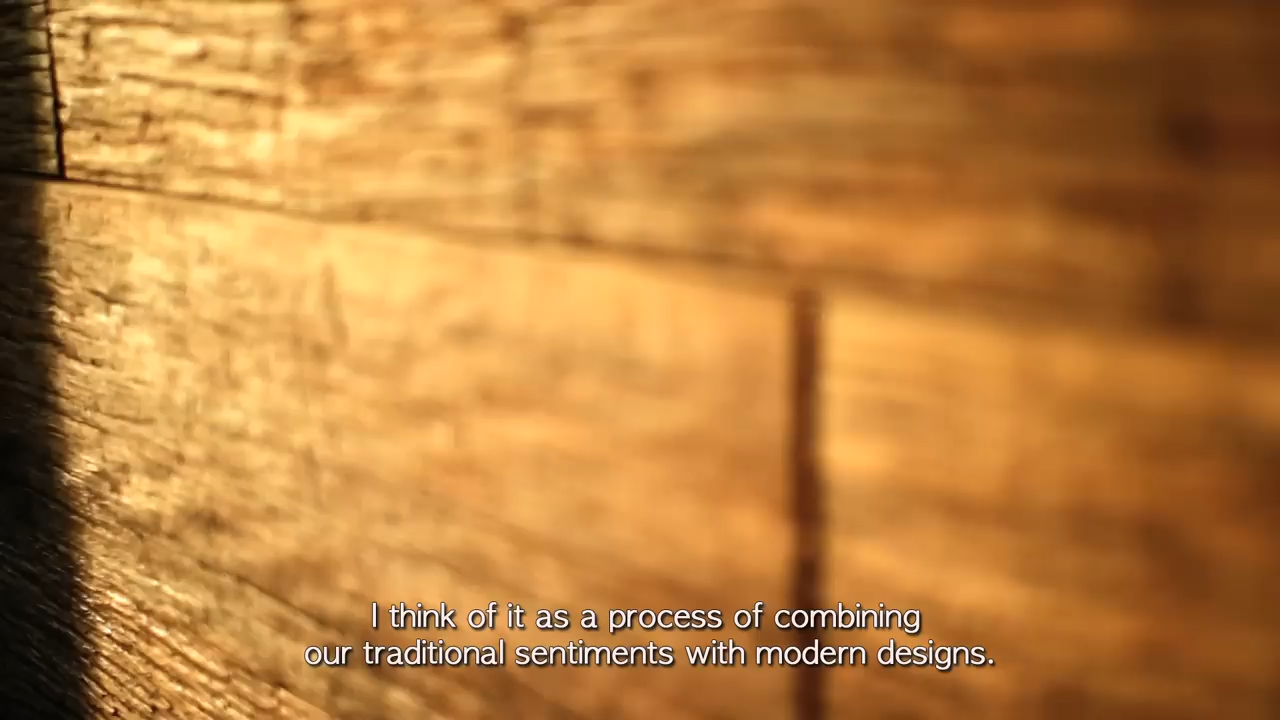 I think of it as a process of combining
our traditional sentiments with modern designs.